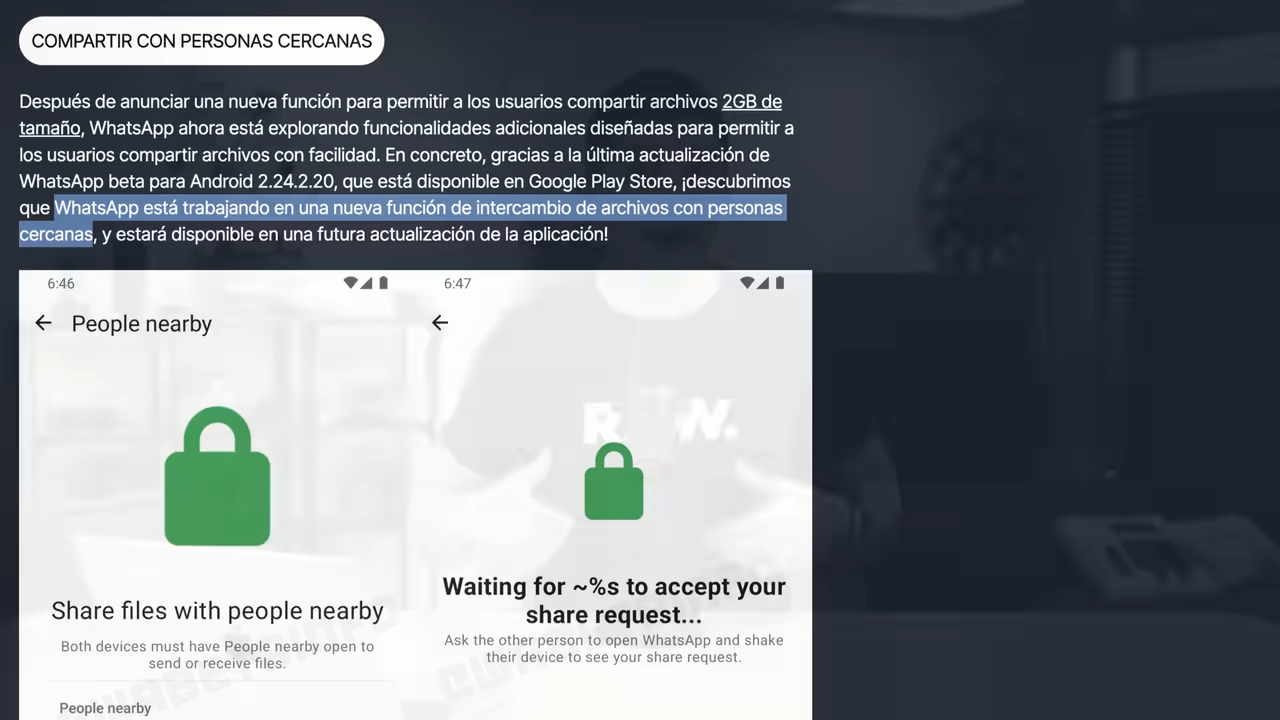 COMPARTIR CON PERSONAS CERCANAS
Después de anunciar una nueva función para permitir a los usuarios compartir archivos 2GB de
tamaño, WhatsApp ahora está explorando funcionalidades adicionales diseñadas para permitir a
los usuarios compartir archivos con facilidad. En concreto, gracias a la última actualización de
WhatsApp beta para Android 2.24.2.20, que está disponible en Google Play Store, ¡descubrimos
que WhatsApp está trabajando en una nueva función de intercambio de archivos con personas
cercanas, y estará disponible en una futura actualización de la aplicación!
6:46
People nearby
Share files with people nearby
Both devices must have People nearby open to
send or receive files.
People nearby
6:47
Waiting for ~%s to accept your
share request...
Ask the other person to open WhatsApp and shake
their device to see your share request.